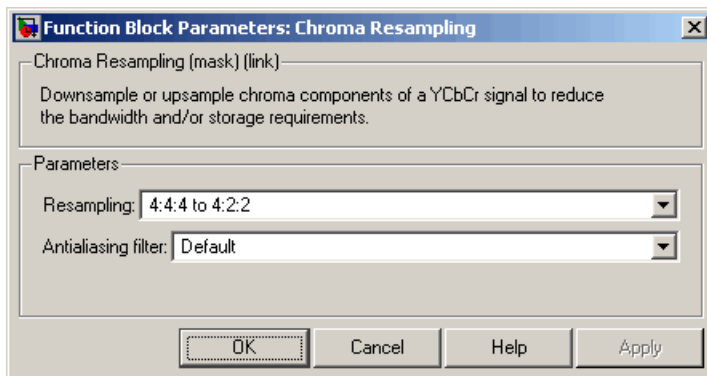 Function Block Parameters: Chroma Resampling
Chroma Resampling (mask) (link)
Downsample or upsample chroma components of a YCbCr signal to reduce
the bandwidth and/or storage requirements.
Parameters
Resampling: 4:4:4 to 4:2:2
Antialiasing filter: Default
OK Cancel Help Apply